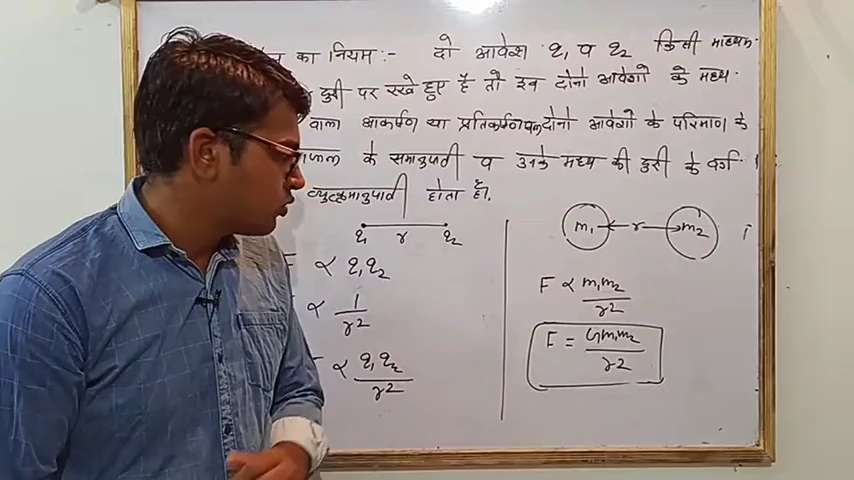 का नियम :- दो आवेश q₁ व q₂ किसी माध्यम
दुरी पर रखे हुए है तो इन दोनो आवेशो के मध्य
वाला आकर्षण या प्रतिकर्षण बल दोनो आवेशो के परिमाण के
के समानुपाती व उनके मध्य की दुरी के वर्ग
व्युत्क्रमानुपाती होता है।
q₁ r q₂
∝ q₁q₂
∝ 1/r²
∝ q₁q₂/r²
m₁ r m₂
F ∝ m₁m₂/r²
F = Gm₁m₂/r²